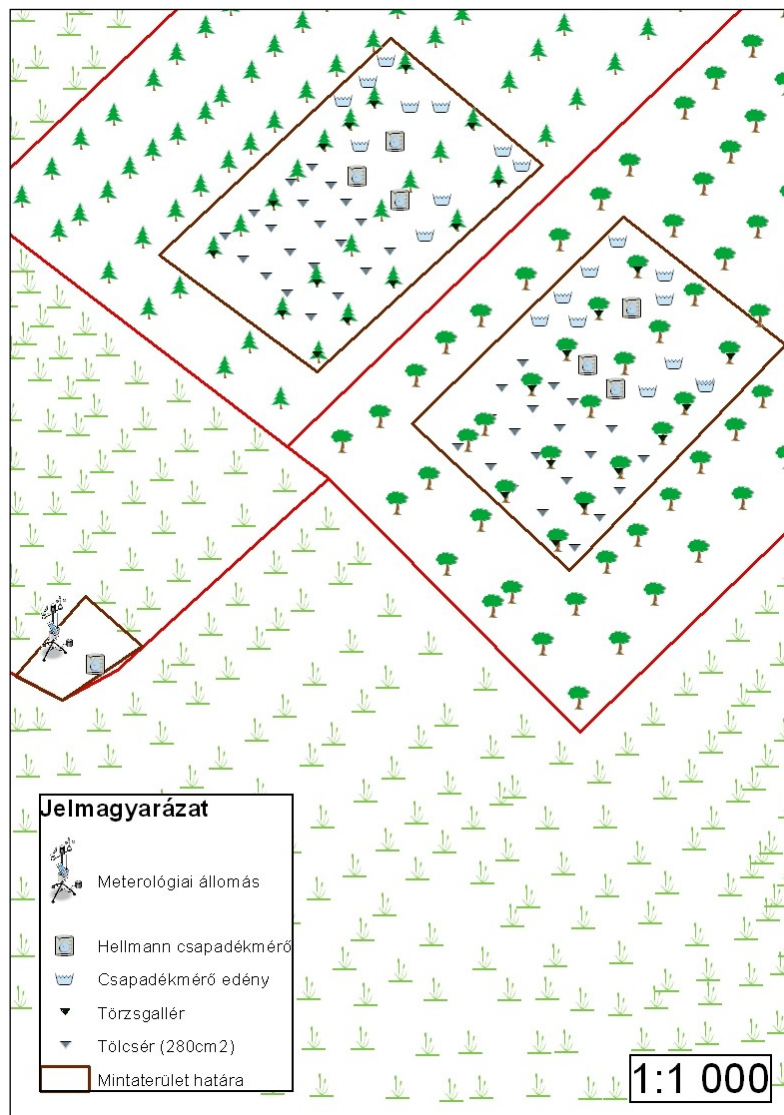 Jelmagyarázat
Meterológiai állomás
Hellmann csapadékmérő
Csapadékmérő edény
Törzsgallér
Tölcsér (280cm2)
Mintaterület határa
1:1 000